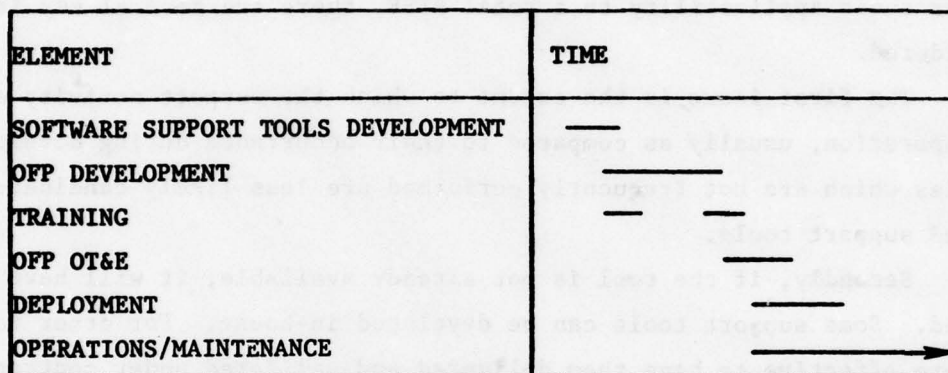 ELEMENT TIME
SOFTWARE SUPPORT TOOLS DEVELOPMENT
OFP DEVELOPMENT
TRAINING
OFP OT&E
DEPLOYMENT
OPERATIONS/MAINTENANCE